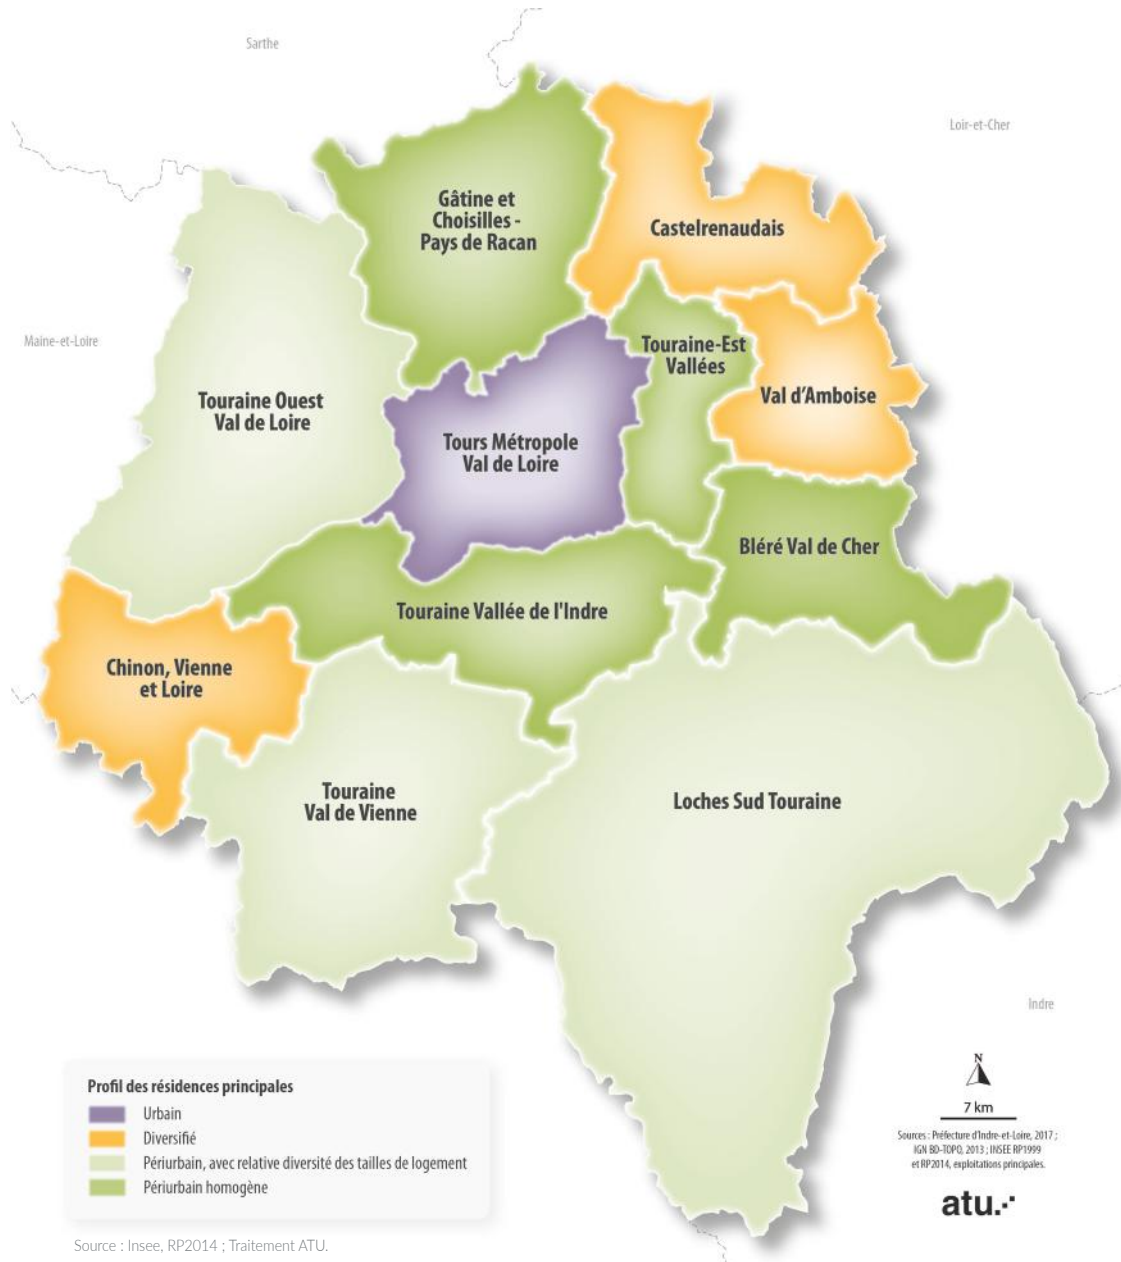 Sarthe
Loir-et-Cher
Gâtine et
Choisilles -
Pays de Racan
Castelrenaudais
Maine-et-Loire
Touraine-Est
Vallées
Touraine Ouest
Val de Loire
Val d'Amboise
Tours Métropole
Val de Loire
Bléré Val de Cher
Touraine Vallée de l'Indre
Chinon, Vienne
et Loire
Touraine
Val de Vienne
Loches Sud Touraine
Indre
Profil des résidences principales
Urbain
Diversifié
Périurbain, avec relative diversité des tailles de logement
Périurbain homogène
N
7 km
Sources : Préfecture d'Indre-et-Loire, 2017 ;
IGN BD-TOPO, 2013 ; INSEE RP1999
et RP2014, exploitations principales.
atu.
Source : Insee, RP2014 ; Traitement ATU.